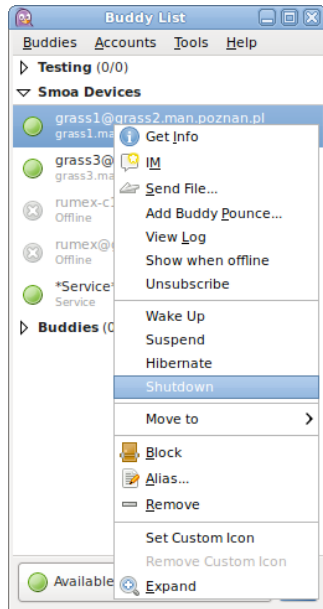 Buddy List
Buddies Accounts Tools Help
Testing (0/0)
Smoa Devices
grass1@grass2.man.poznan.pl
grass1.ma
Get Info
grass3@
IM
grass3.ma
Send File...
rumex-c
Add Buddy Pounce...
Offline
View Log
rumex@
Show when offline
Offline
Unsubscribe
*Service*
Service
Wake Up
Buddies (0
Suspend
Hibernate
Shutdown
Move to
Block
Alias...
Remove
Set Custom Icon
Remove Custom Icon
Available
Expand